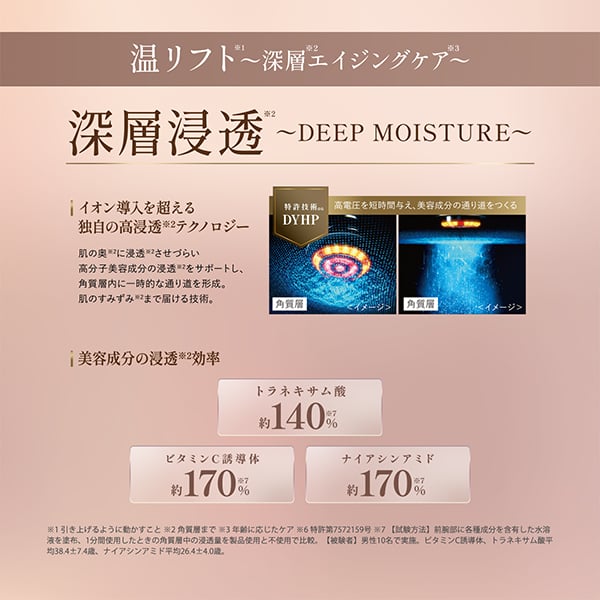 温リフト※1～深層※2エイジングケア※3～
深層浸透※2 ～DEEP MOISTURE～
イオン導入を超える
独自の高浸透※2テクノロジー
肌の奥※2に浸透※2させづらい
高分子美容成分の浸透※2をサポートし、
角質層内に一時的な通り道を形成。
肌のすみずみ※2まで届ける技術。
特許技術※6
DYHP
高電圧を短時間与え、美容成分の通り道をつくる
角質層
＜イメージ＞
角質層
＜イメージ＞
美容成分の浸透※2効率
トラネキサム酸
約140%※7
ビタミンC誘導体
約170%※7
ナイアシンアミド
約170%※7
※1 引き上げるように動かすこと ※2 角質層まで ※3 年齢に応じたケア ※6 特許第7572159号 ※7 【試験方法】前腕部に各種成分を含有した水溶
液を塗布、1分間使用したときの角質層中の浸透量を製品使用と不使用で比較。【被験者】男性10名で実施。ビタミンC誘導体、トラネキサム酸平
均38.4±7.4歳、ナイアシンアミド平均26.4±4.0歳。